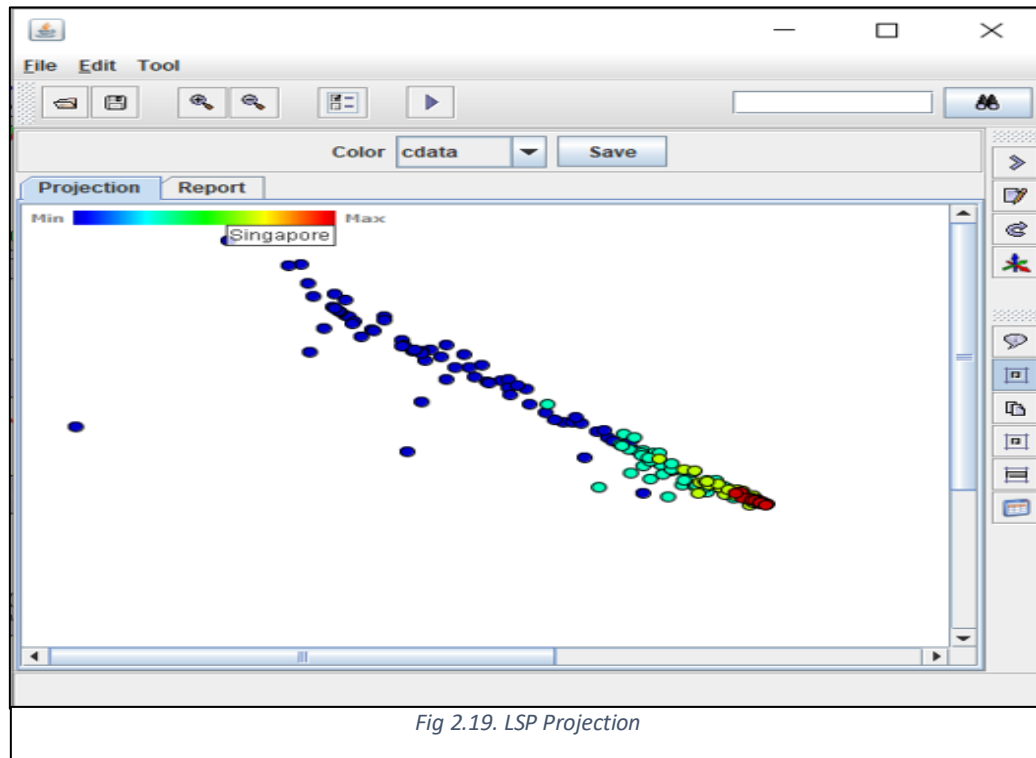 File Edit Tool
Color cdata Save
Projection Report
Min Max
Singapore
Fig 2.19. LSP Projection